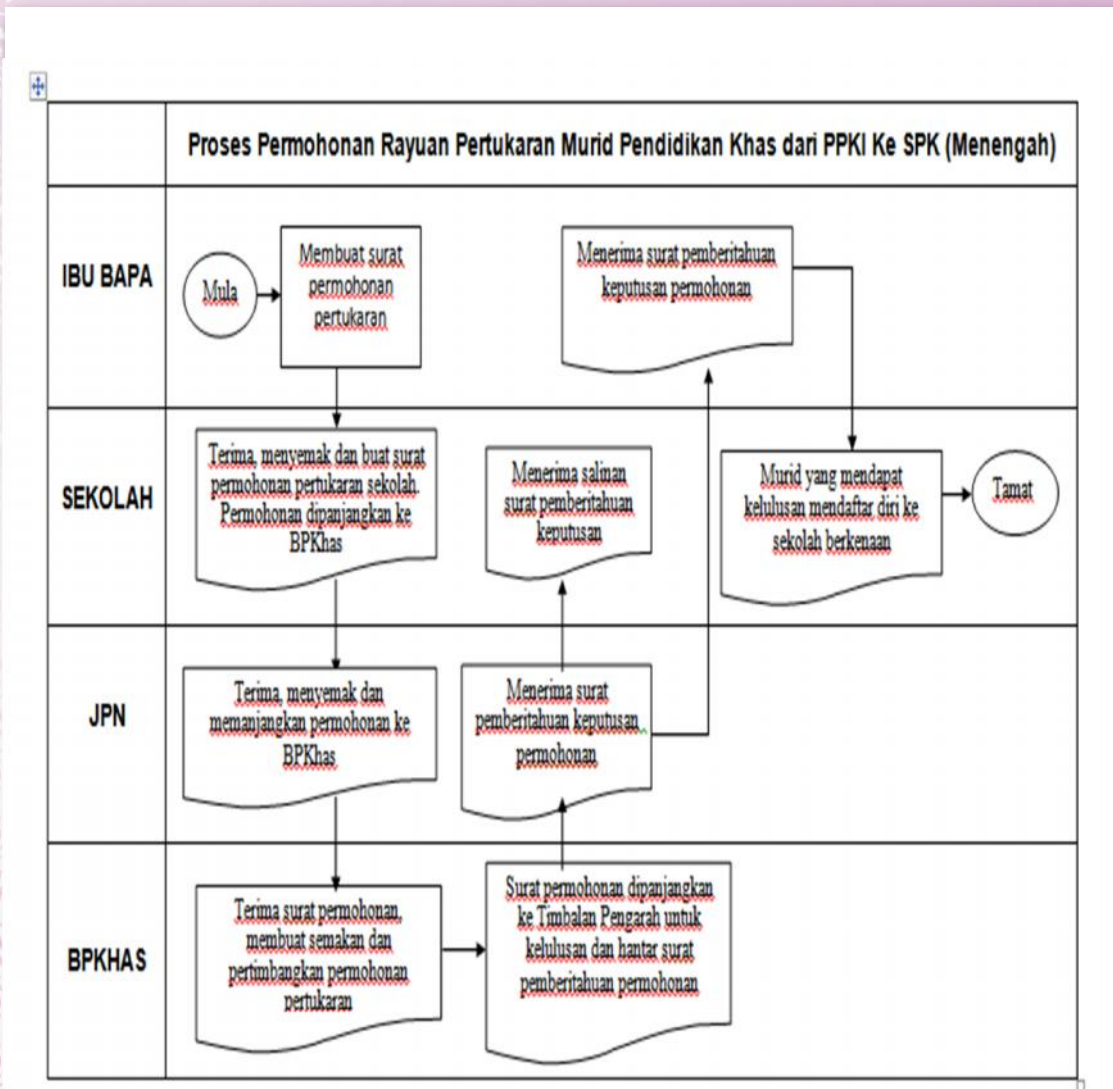 Proses Permohonan Rayuan Pertukaran Murid Pendidikan Khas dari PPKI Ke SPK (Menengah)
IBU BAPA
Mula
Membuat surat
permohonan
pertukaran
Menerima surat pemberitahuan
keputusan permohonan
SEKOLAH
Terima, menyemak dan buat surat
permohonan pertukaran sekolah.
Permohonan dipanjangkan ke
BPKhas
Menerima salinan
surat pemberitahuan
keputusan
Murid yang mendapat
kelulusan mendaftar diri ke
sekolah berkenaan
Tamat
JPN
Terima, menyemak dan
memanjangkan permohonan ke
BPKhas
Menerima surat
pemberitahuan keputusan
permohonan
BPKHAS
Terima surat permohonan,
membuat semakan dan
pertimbangkan permohonan
pertukaran
Surat permohonan dipanjangkan
ke Timbalan Pengarah untuk
kelulusan dan hantar surat
pemberitahuan permohonan